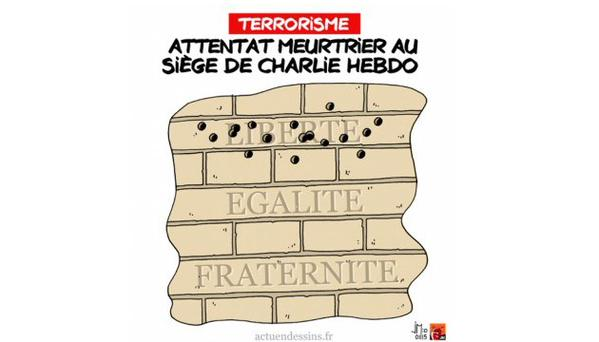 TERRORiSME
ATTENTAT MEURTRiER AU
SiÈGE DE CHARLiE HEBDO
LIBERTE
EGALITE
FRATERNITE
actuendessins.fr